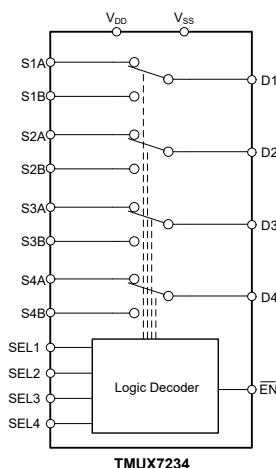 VDD
VSS
S1A
D1
S1B
S2A
D2
S2B
S3A
D3
S3B
S4A
D4
S4B
SEL1
SEL2
Logic Decoder
EN
SEL3
SEL4
TMUX7234